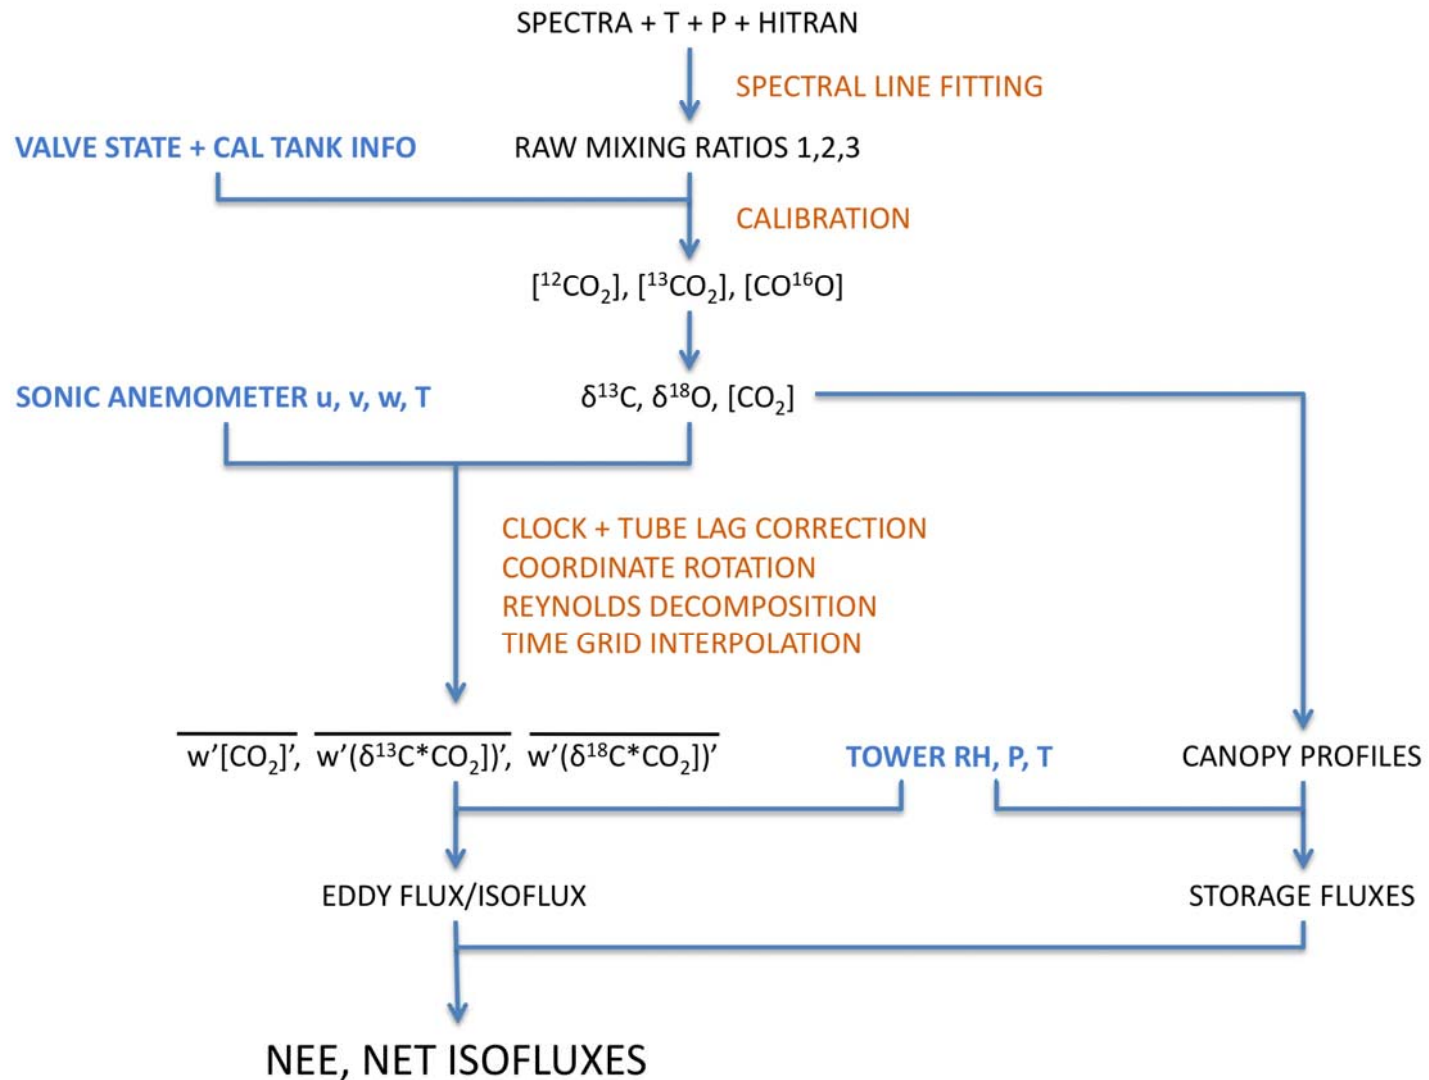 SPECTRA + T + P + HITRAN
SPECTRAL LINE FITTING
VALVE STATE + CAL TANK INFO
RAW MIXING RATIOS 1,2,3
CALIBRATION
[¹²CO₂], [¹³CO₂], [CO¹⁶O]
SONIC ANEMOMETER u, v, w, T
δ¹³C, δ¹⁸O, [CO₂]
CLOCK + TUBE LAG CORRECTION
COORDINATE ROTATION
REYNOLDS DECOMPOSITION
TIME GRID INTERPOLATION
w’[CO₂]’, w’(δ¹³C*CO₂])’, w’(δ¹⁸C*CO₂])’
TOWER RH, P, T
CANOPY PROFILES
EDDY FLUX/ISOFLUX
STORAGE FLUXES
NEE, NET ISOFLUXES